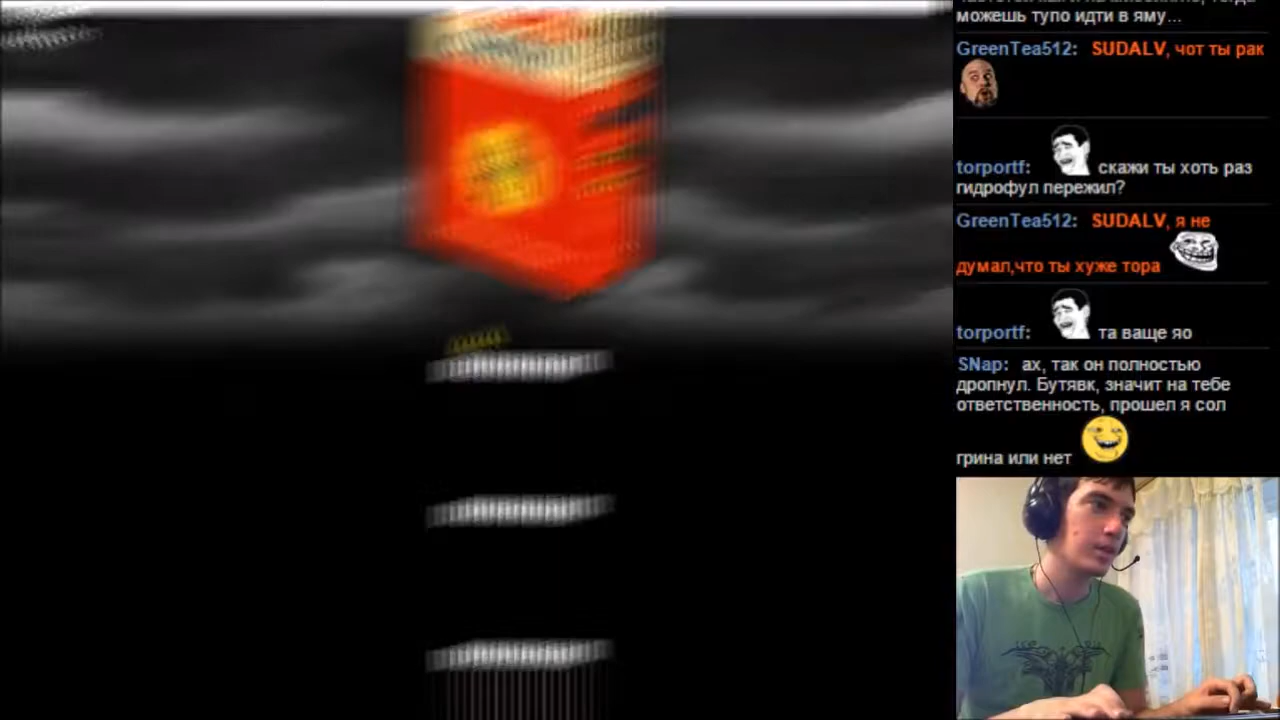 можешь тупо идти в яму...
GreenTea512: SUDALV, чот ты рак
torportf: скажи ты хоть раз
гидрофул пережил?
GreenTea512: SUDALV, я не
думал,что ты хуже тора
torportf: та ваще яо
SNap: ах, так он полностью
дропнул. Бутявк, значит на тебе
ответственность, прошел я сол
грина или нет